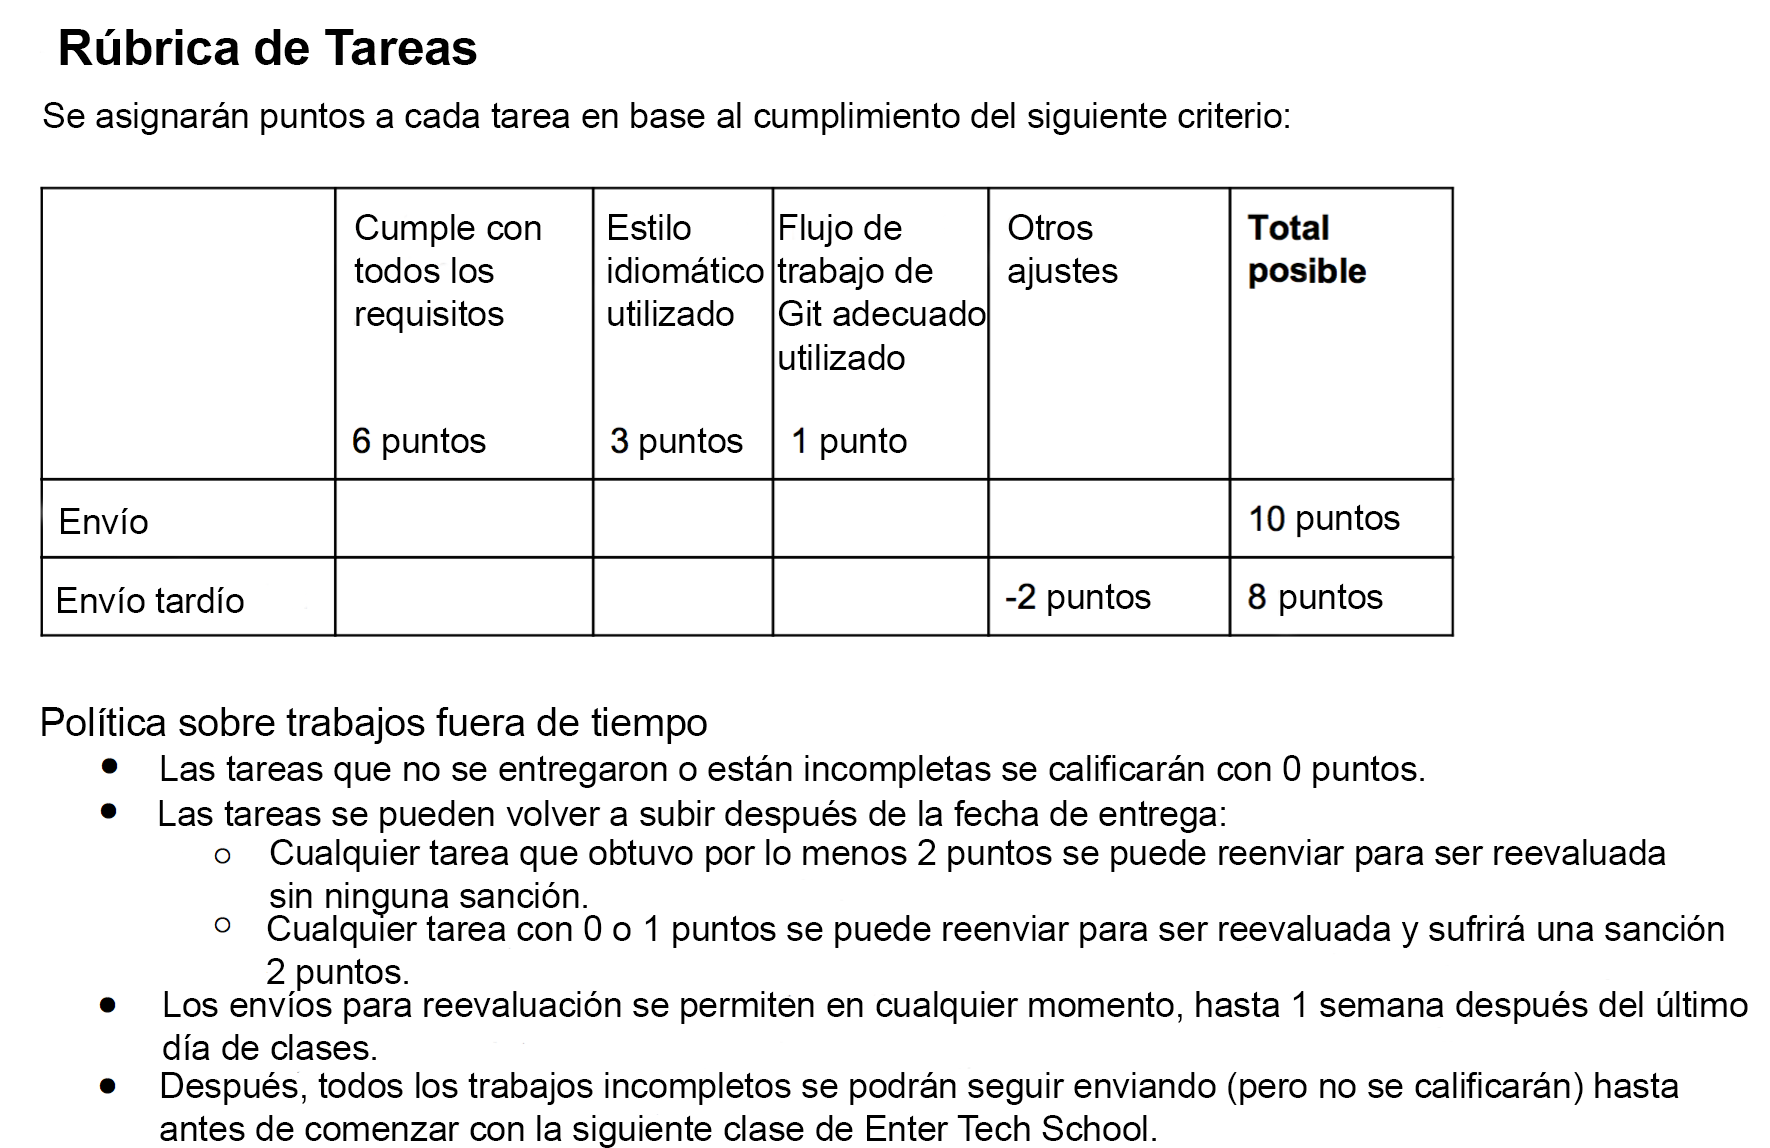 Rúbrica de Tareas
Se asignarán puntos a cada tarea en base al cumplimiento del siguiente criterio:
Cumple con
todos los
requisitos
6 puntos
Estilo
idiomático
utilizado
3 puntos
Flujo de
trabajo de
Git adecuado
utilizado
1 punto
Otros
ajustes
Total
posible
Envío
10 puntos
Envío tardío
-2 puntos
8 puntos
Política sobre trabajos fuera de tiempo
● Las tareas que no se entregaron o están incompletas se calificarán con 0 puntos.
● Las tareas se pueden volver a subir después de la fecha de entrega:
○ Cualquier tarea que obtuvo por lo menos 2 puntos se puede reenviar para ser reevaluada
sin ninguna sanción.
○ Cualquier tarea con 0 o 1 puntos se puede reenviar para ser reevaluada y sufrirá una sanción
2 puntos.
● Los envíos para reevaluación se permiten en cualquier momento, hasta 1 semana después del último
día de clases.
● Después, todos los trabajos incompletos se podrán seguir enviando (pero no se calificarán) hasta
antes de comenzar con la siguiente clase de Enter Tech School.